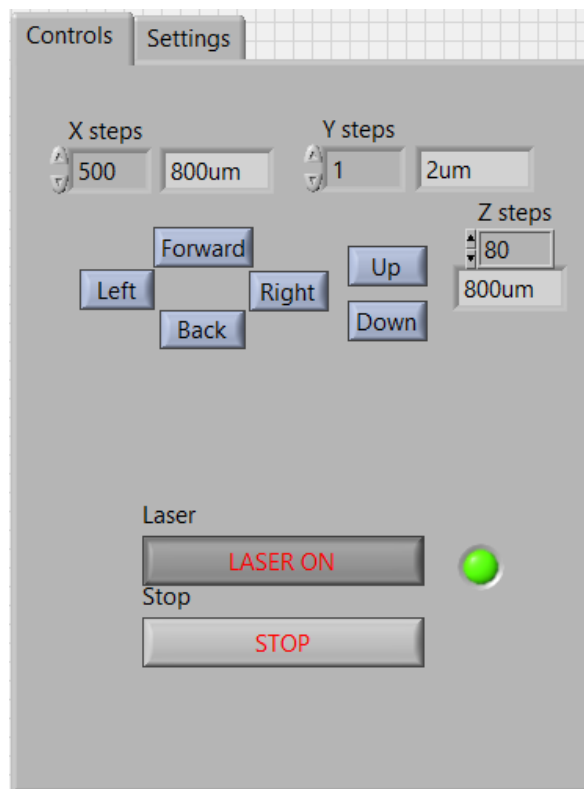 Controls Settings
X steps Y steps
500 800um 1 2um
Z steps
80
800um
Forward
Left Right
Back
Up
Down
Laser
LASER ON
Stop
STOP